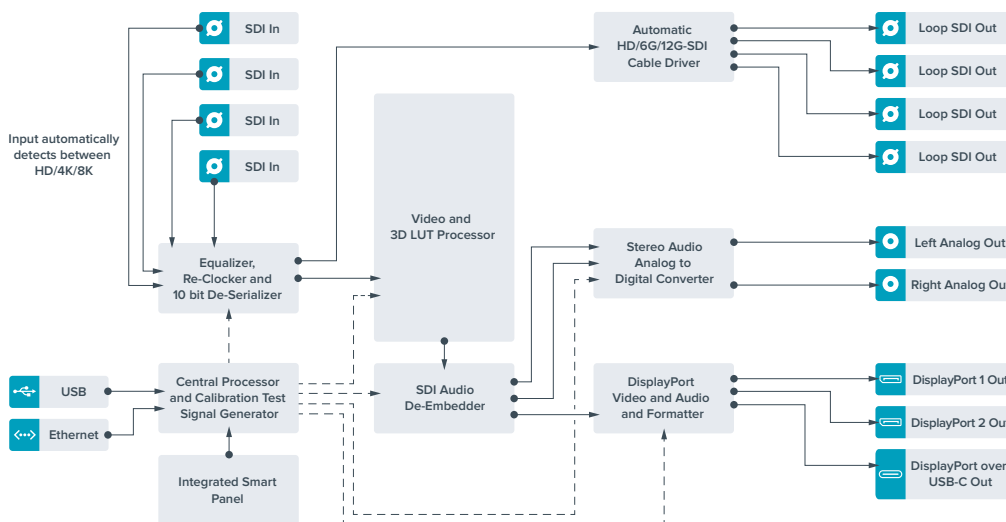 SDI In
SDI In
SDI In
SDI In
Input automatically
detects between
HD/4K/8K
Equalizer,
Re-Clocker and
10 bit De-Serializer
Video and
3D LUT Processor
Automatic
HD/6G/12G-SDI
Cable Driver
Loop SDI Out
Loop SDI Out
Loop SDI Out
Loop SDI Out
Stereo Audio
Analog to
Digital Converter
Left Analog Out
Right Analog Out
USB
Ethernet
Central Processor
and Calibration Test
Signal Generator
Integrated Smart
Panel
SDI Audio
De-Embedder
DisplayPort
Video and Audio
and Formatter
DisplayPort 1 Out
DisplayPort 2 Out
DisplayPort over
USB-C Out